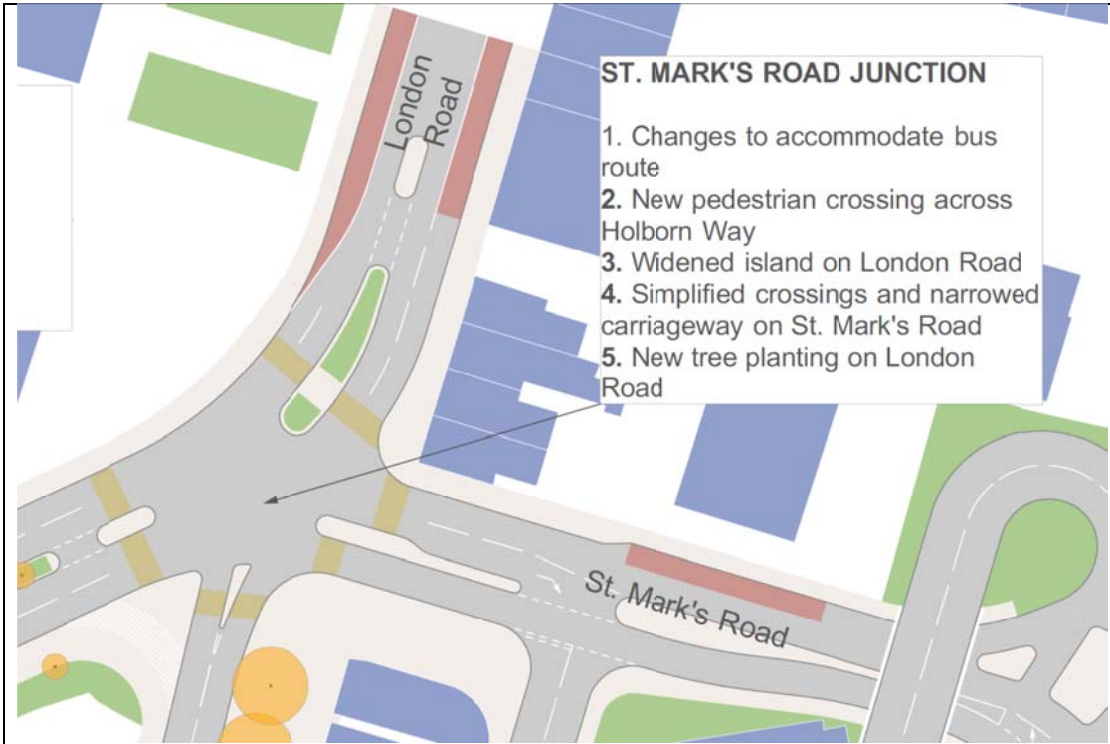 London
Road
ST. MARK'S ROAD JUNCTION
1. Changes to accommodate bus
route
2. New pedestrian crossing across
Holborn Way
3. Widened island on London Road
4. Simplified crossings and narrowed
carriageway on St. Mark's Road
5. New tree planting on London
Road
St. Mark's Road